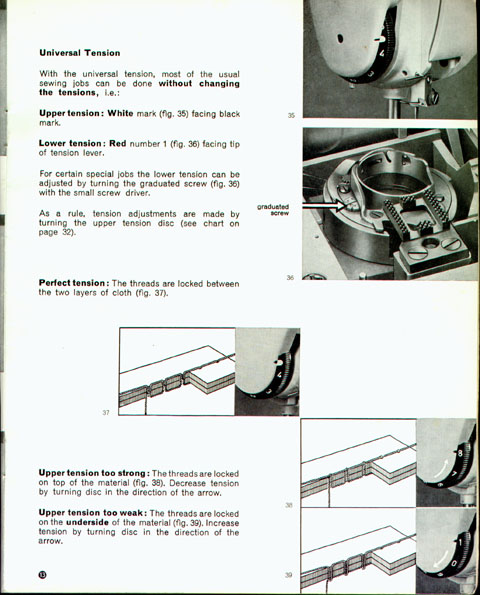 Universal Tension
With the universal tension, most of the usual
sewing jobs can be done without changing
the tensions, i.e.:
Upper tension: White mark (fig. 35) facing black
mark.
35
Lower tension: Red number 1 (fig. 36) facing tip
of tension lever.
For certain special jobs the lower tension can be
adjusted by turning the graduated screw (fig. 36)
with the small screw driver.
graduated
screw
As a rule, tension adjustments are made by
turning the upper tension disc (see chart on
page 32).
36
Perfect tension: The threads are locked between
the two layers of cloth (fig. 37).
4
37
Upper tension too strong: The threads are locked
on top of the material (fig. 38). Decrease tension
by turning disc in the direction of the arrow.
8
7
38
Upper tension too weak: The threads are locked
on the underside of the material (fig. 39). Increase
tension by turning disc in the direction of the
arrow.
1
0
39
13